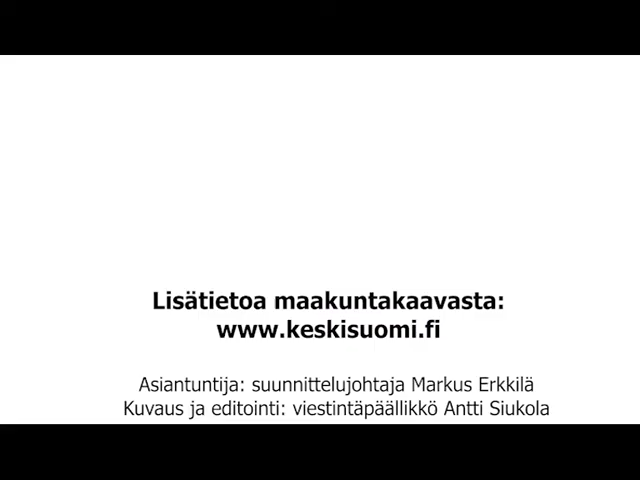 Lisätietoa maakuntakaavasta:
www.keskisuomi.fi
Asiantuntija: suunnittelujohtaja Markus Erkkilä
Kuvaus ja editointi: viestintäpäällikkö Antti Siukola